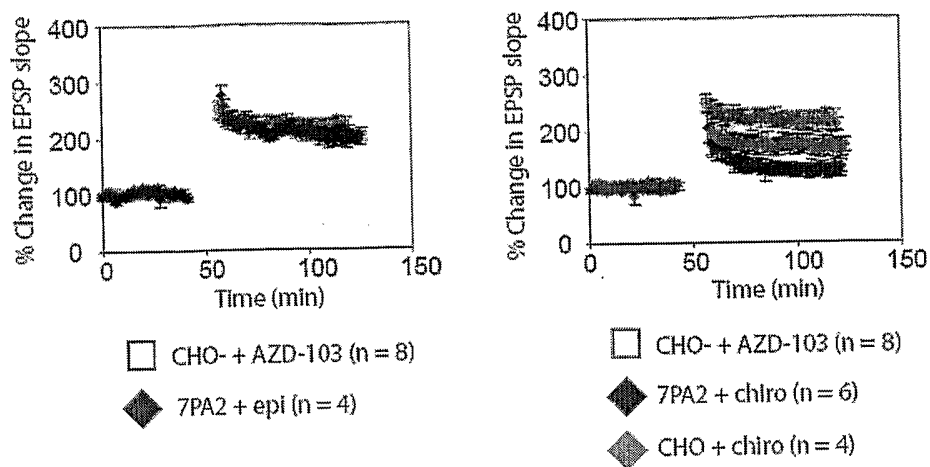 % Change in EPSP slope
400
300
200
100
0
0 50 100 150
Time (min)
CHO- + AZD-103 (n = 8)
7PA2 + epi (n = 4)
% Change in EPSP slope
400
300
200
100
0
0 50 100 150
Time (min)
CHO- + AZD-103 (n = 8)
7PA2 + chiro (n = 6)
CHO + chiro (n = 4)